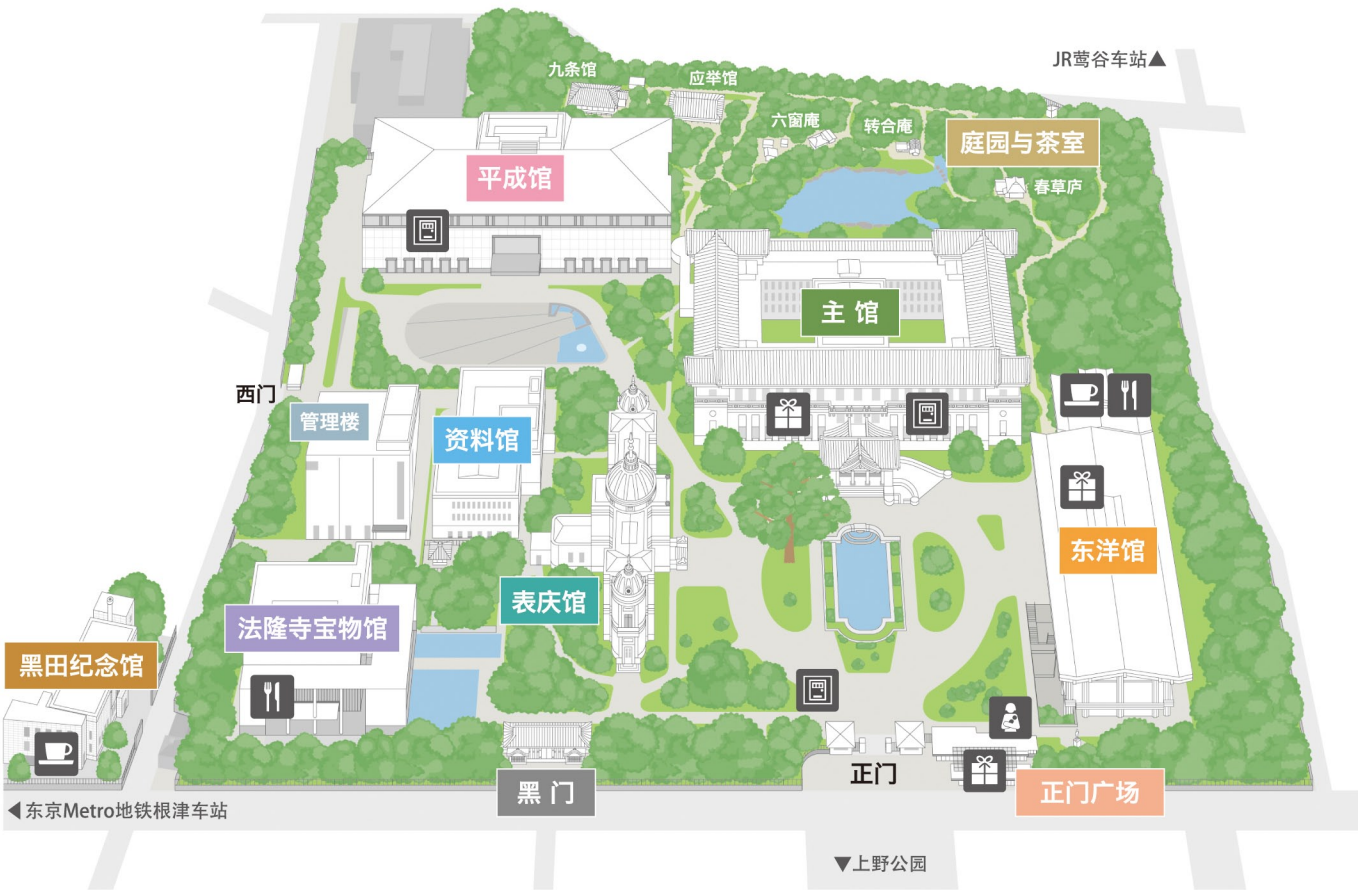 JR莺谷车站▲
九条馆
应举馆
六窗庵
转合庵
庭园与茶室
平成馆
春草庐
主 馆
西门
管理楼
资料馆
东洋馆
表庆馆
法隆寺宝物馆
黑田纪念馆
正门
黑 门
正门广场
◀东京Metro地铁根津车站
▼上野公园